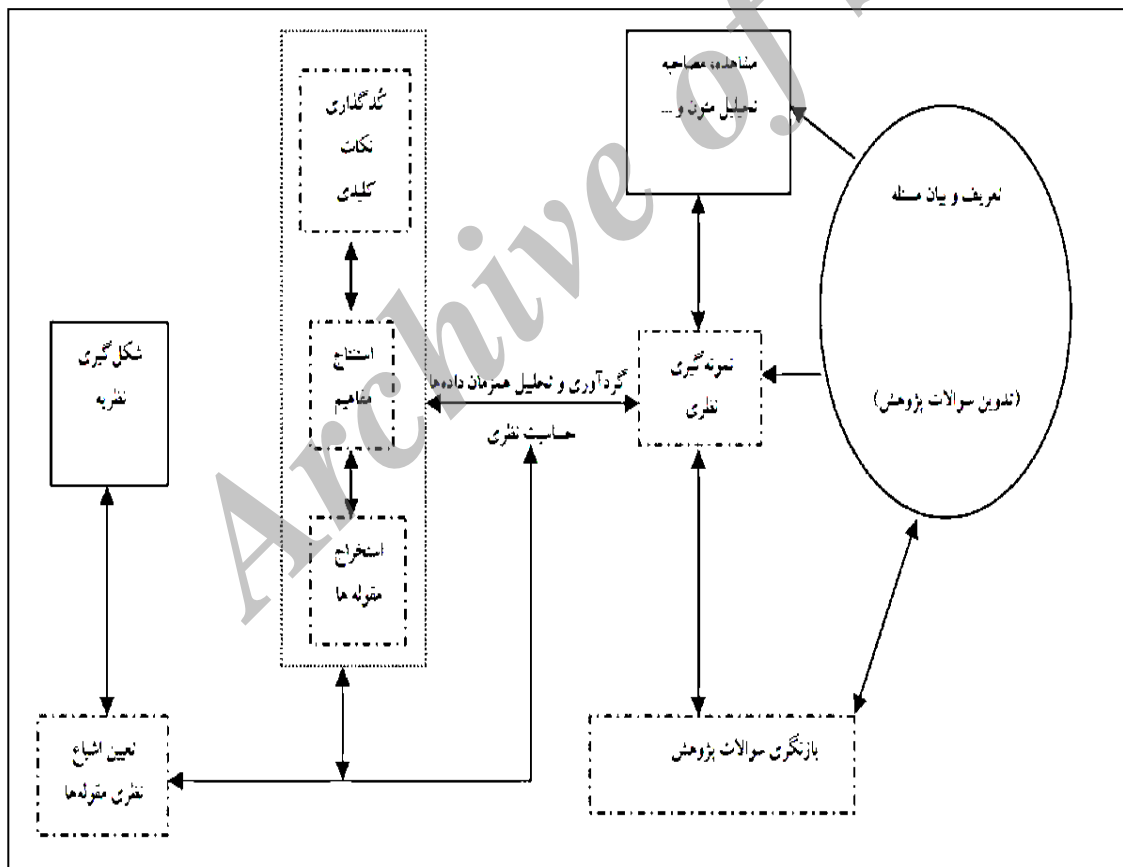 مشاهده، مصاحبه
تحلیل متون و ...
تعریف و بیان مسئله
(تدوین سوالات پژوهش)
نمونه‌گیری
نظری
بازنگری سوالات پژوهش
گردآوری و تحلیل همزمان داده‌ها
حساسیت نظری
کُدگذاری
نکات
کلیدی
استنتاج
مفاهیم
استخراج
مقوله ها
تعیین اشباع
نظری مقوله‌ها
شکل‌گیری
نظریه
Archive of